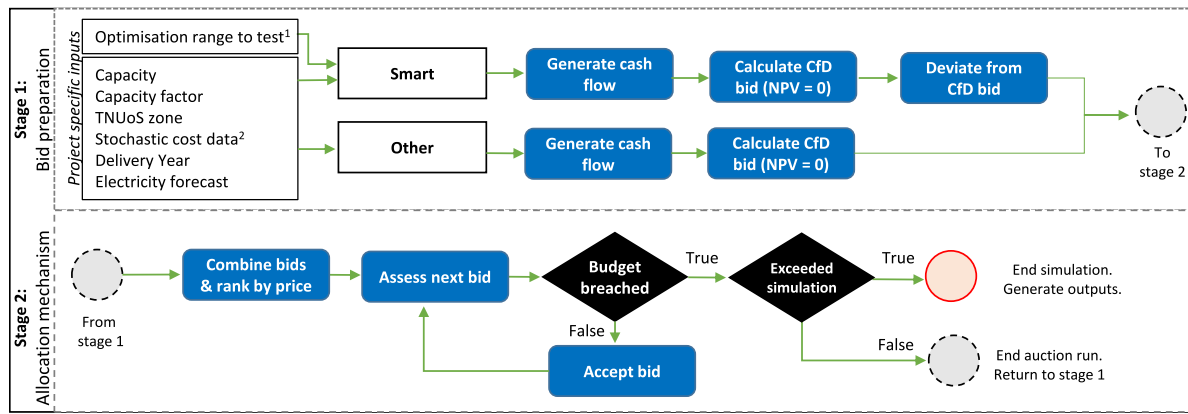 Stage 1:
Bid preparation
Project specific inputs
Optimisation range to test¹
Capacity
Capacity factor
TNUoS zone
Stochastic cost data²
Delivery Year
Electricity forecast
Smart
Generate cash
flow
Calculate CfD
bid (NPV = 0)
Deviate from
CfD bid
Other
Generate cash
flow
Calculate CfD
bid (NPV = 0)
To
stage 2
Stage 2:
Allocation mechanism
From
stage 1
Combine bids
& rank by price
Assess next bid
Budget
breached
True
False
Accept bid
Exceeded
simulation
True
End simulation.
Generate outputs.
False
End auction run.
Return to stage 1